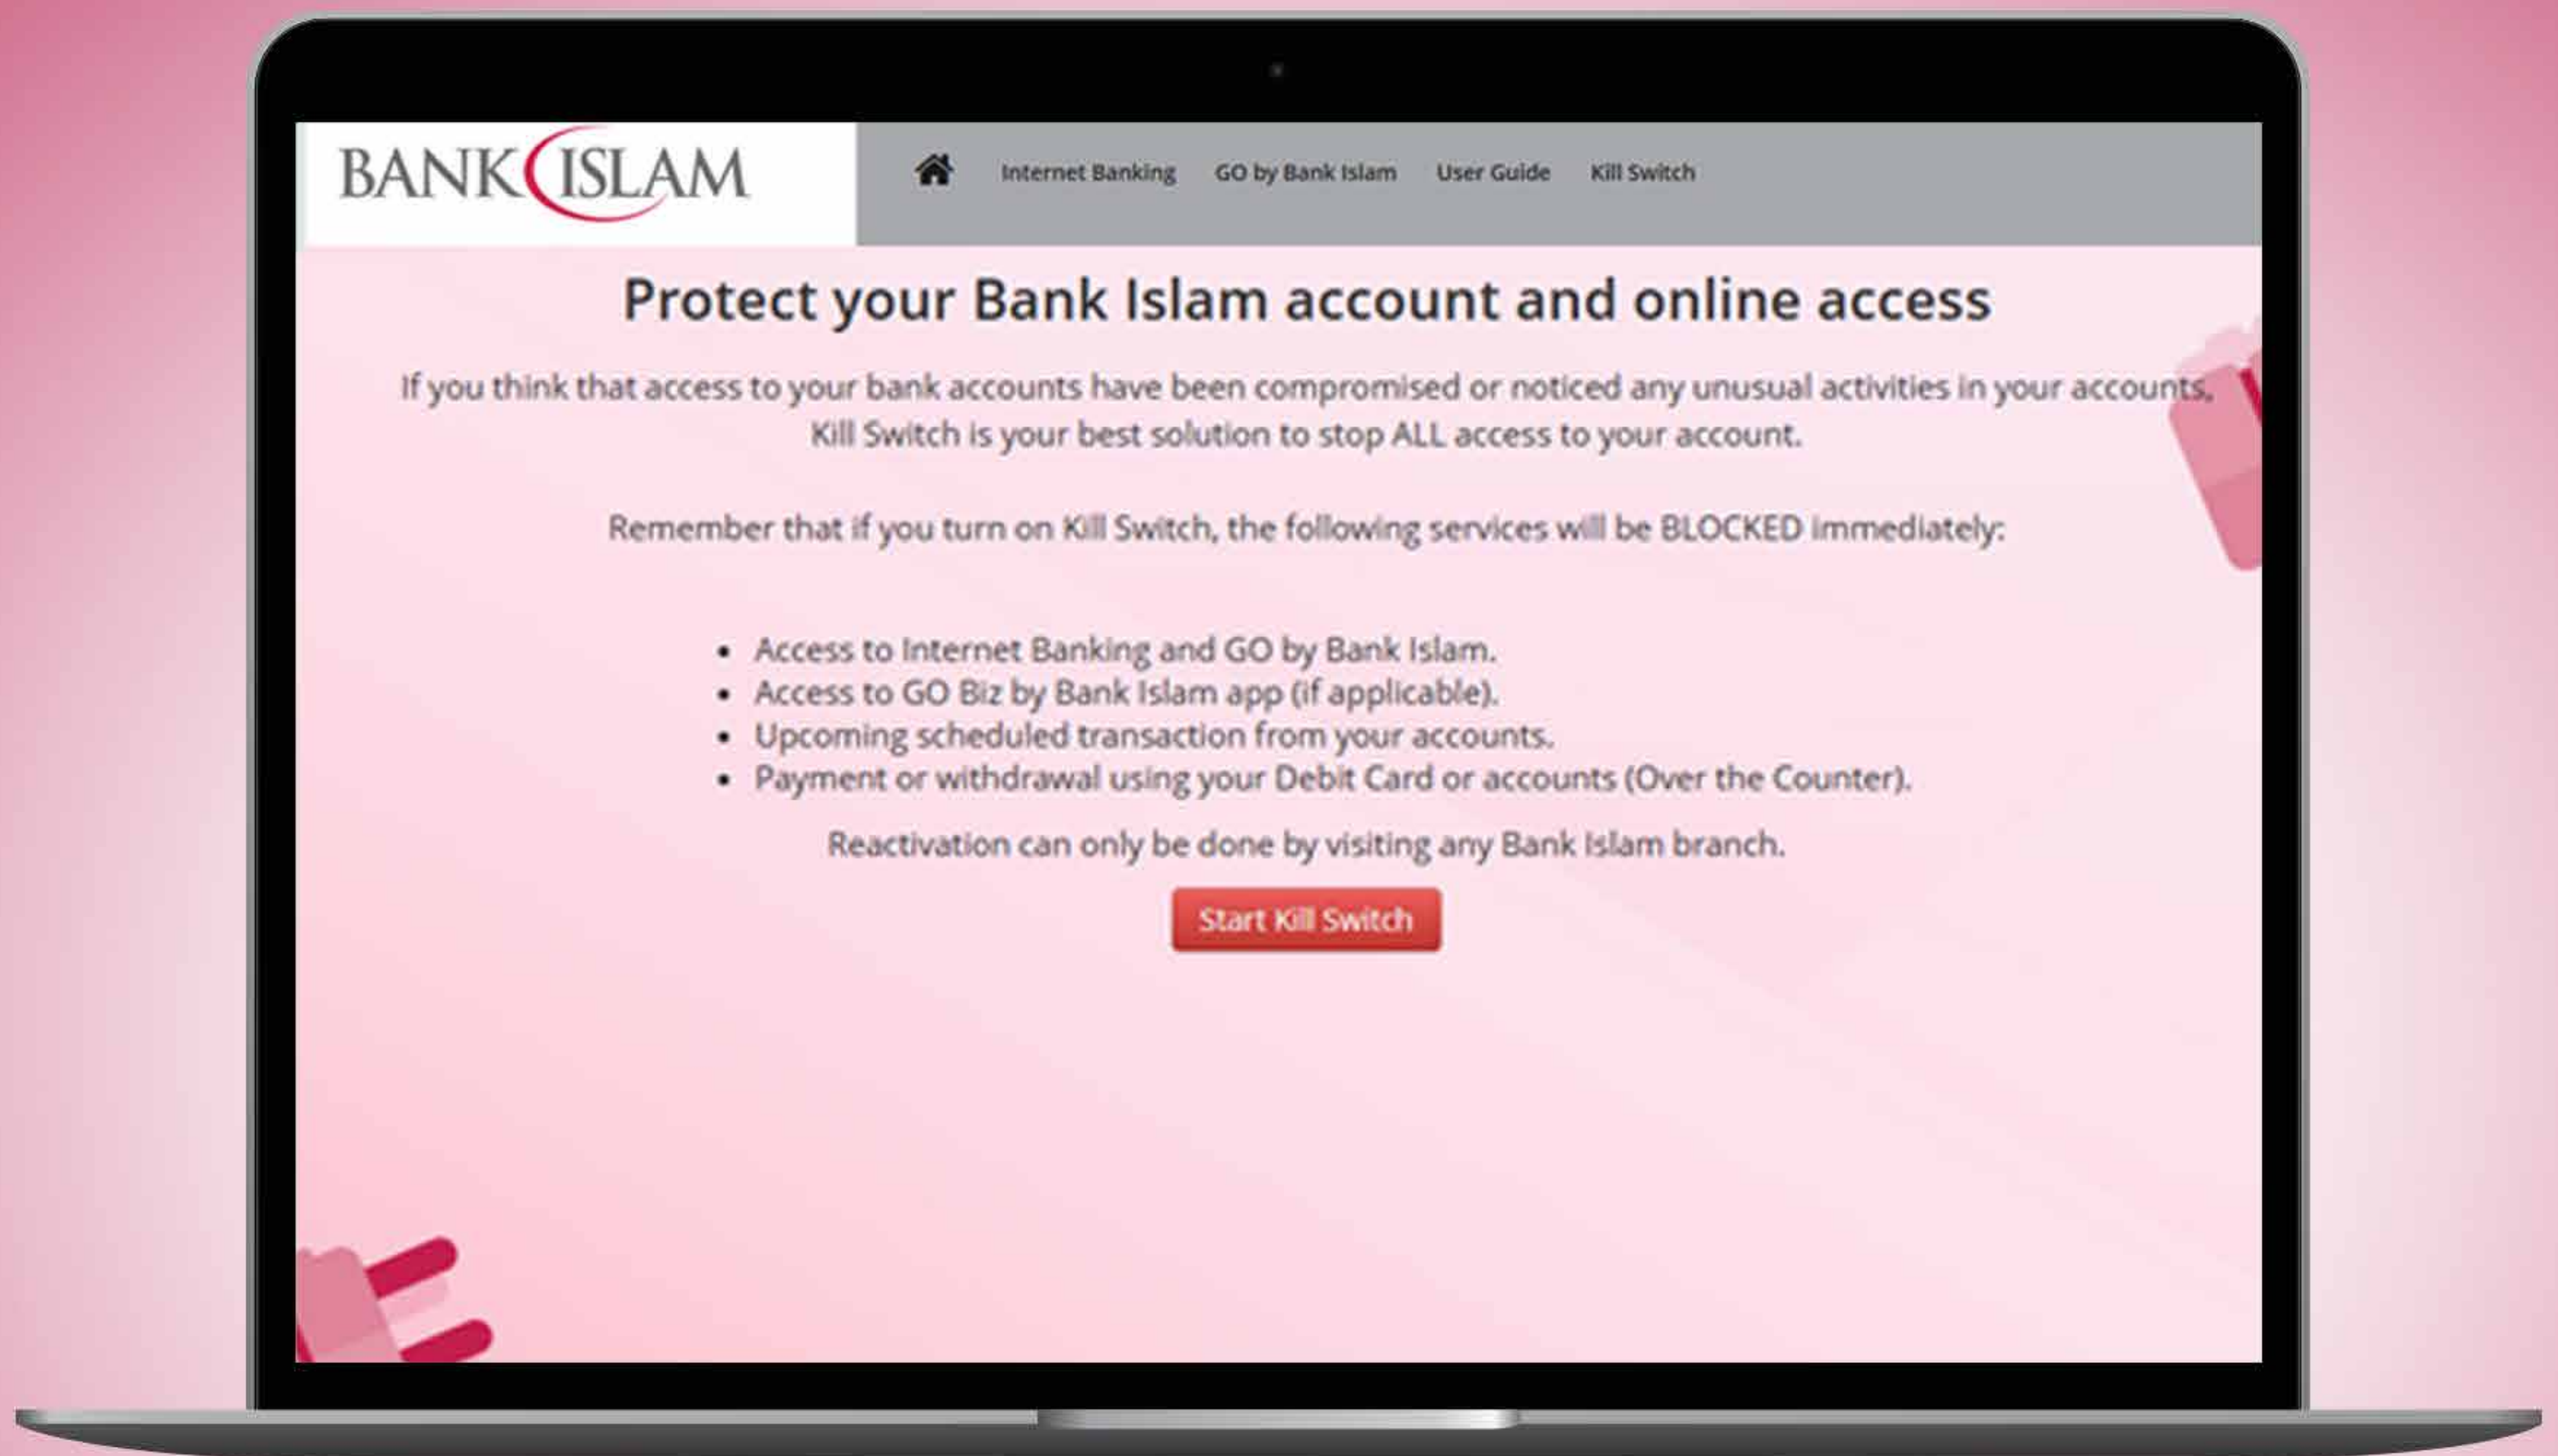 BANK ISLAM
Internet Banking GO by Bank Islam User Guide Kill Switch
Protect your Bank Islam account and online access
If you think that access to your bank accounts have been compromised or noticed any unusual activities in your accounts,
Kill Switch is your best solution to stop ALL access to your account.
Remember that if you turn on Kill Switch, the following services will be BLOCKED immediately:
• Access to Internet Banking and GO by Bank Islam.
• Access to GO Biz by Bank Islam app (if applicable).
• Upcoming scheduled transaction from your accounts.
• Payment or withdrawal using your Debit Card or accounts (Over the Counter).
Reactivation can only be done by visiting any Bank Islam branch.
Start Kill Switch